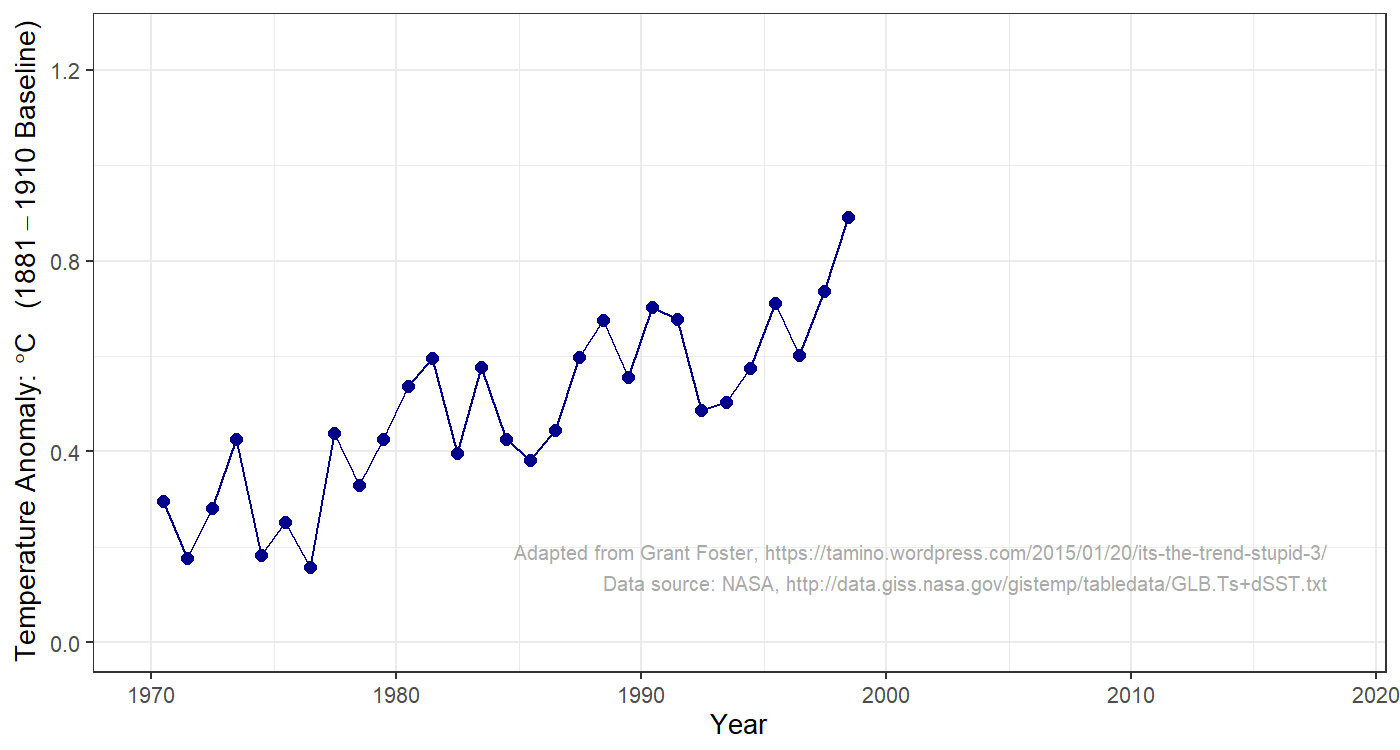 Temperature Anomaly: °C (1881 – 1910 Baseline)
1.2
0.8
0.4
0.0
Adapted from Grant Foster, https://tamino.wordpress.com/2015/01/20/its-the-trend-stupid-3/
Data source: NASA, http://data.giss.nasa.gov/gistemp/tabledata/GLB.Ts+dSST.txt
1970 1980 1990 2000 2010 2020
Year